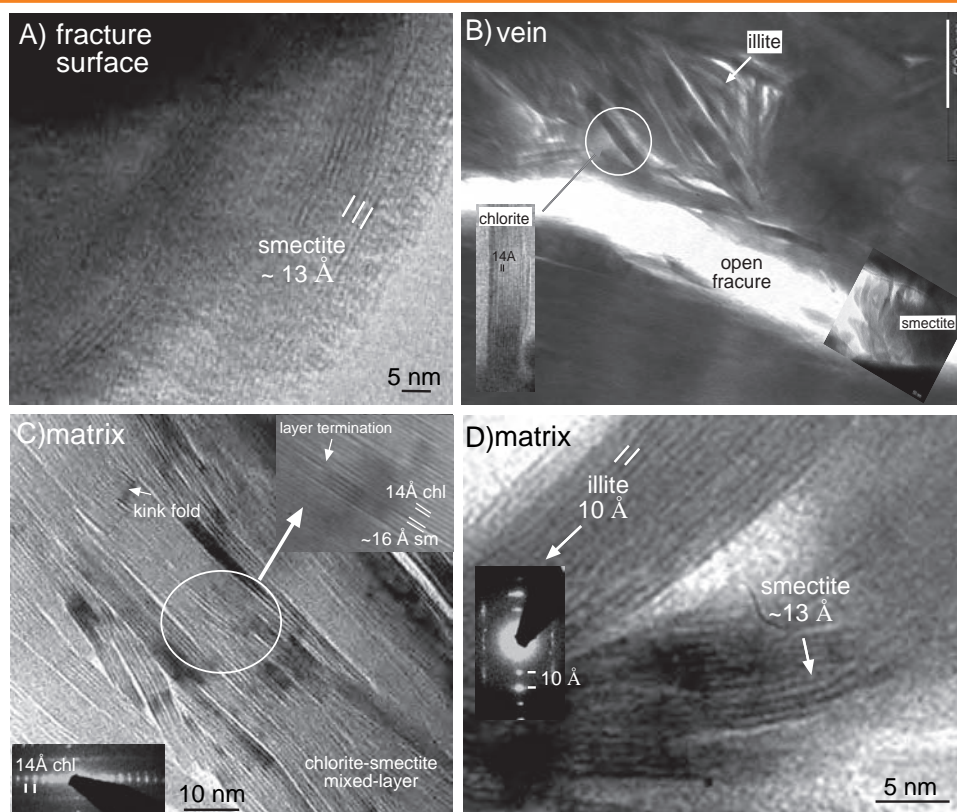 A) fracture
surface
smectite
~ 13 Å
5 nm
B) vein
illite
chlorite
14A
open
fracure
smectite
C)matrix
layer termination
kink fold
14Å chl
~16 Å sm
14Å chl
10 nm
chlorite-smectite
mixed-layer
D)matrix
illite
10 Å
smectite
~13 Å
10 Å
5 nm